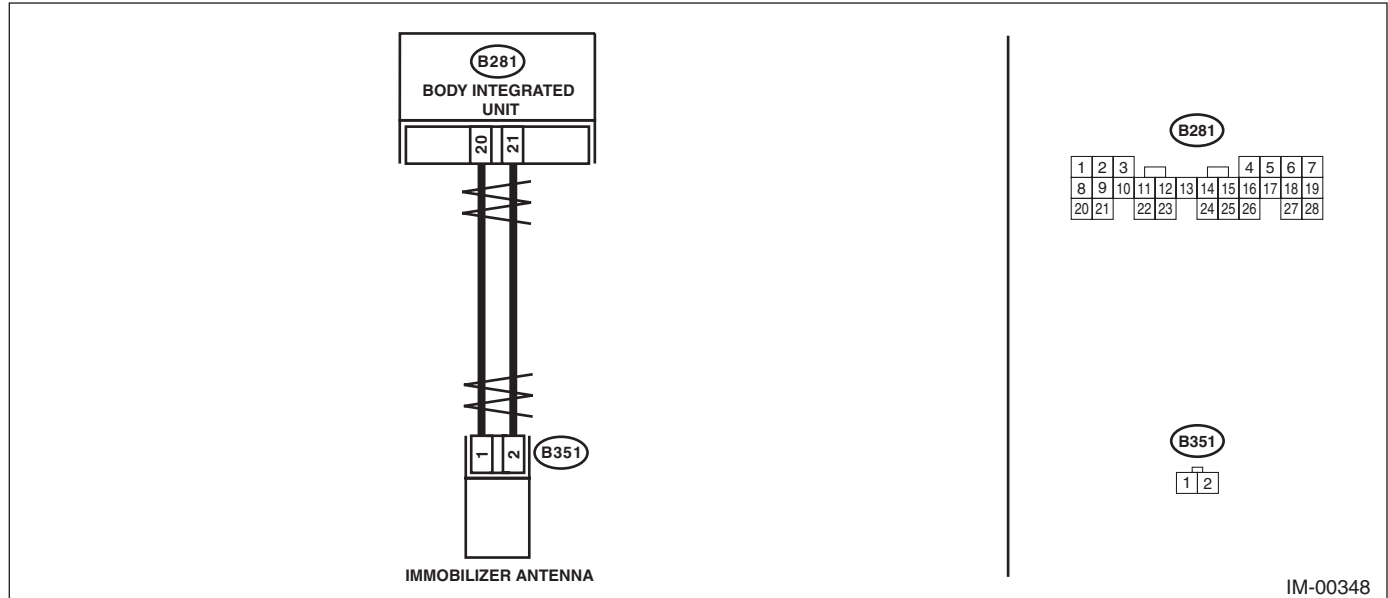 B281
BODY INTEGRATED
UNIT
20 21
1 2
B351
IMMOBILIZER ANTENNA
B281
1 2 3 4 5 6 7
8 9 10 11 12 13 14 15 16 17 18 19
20 21 22 23 24 25 26 27 28
B351
1 2
IM-00348